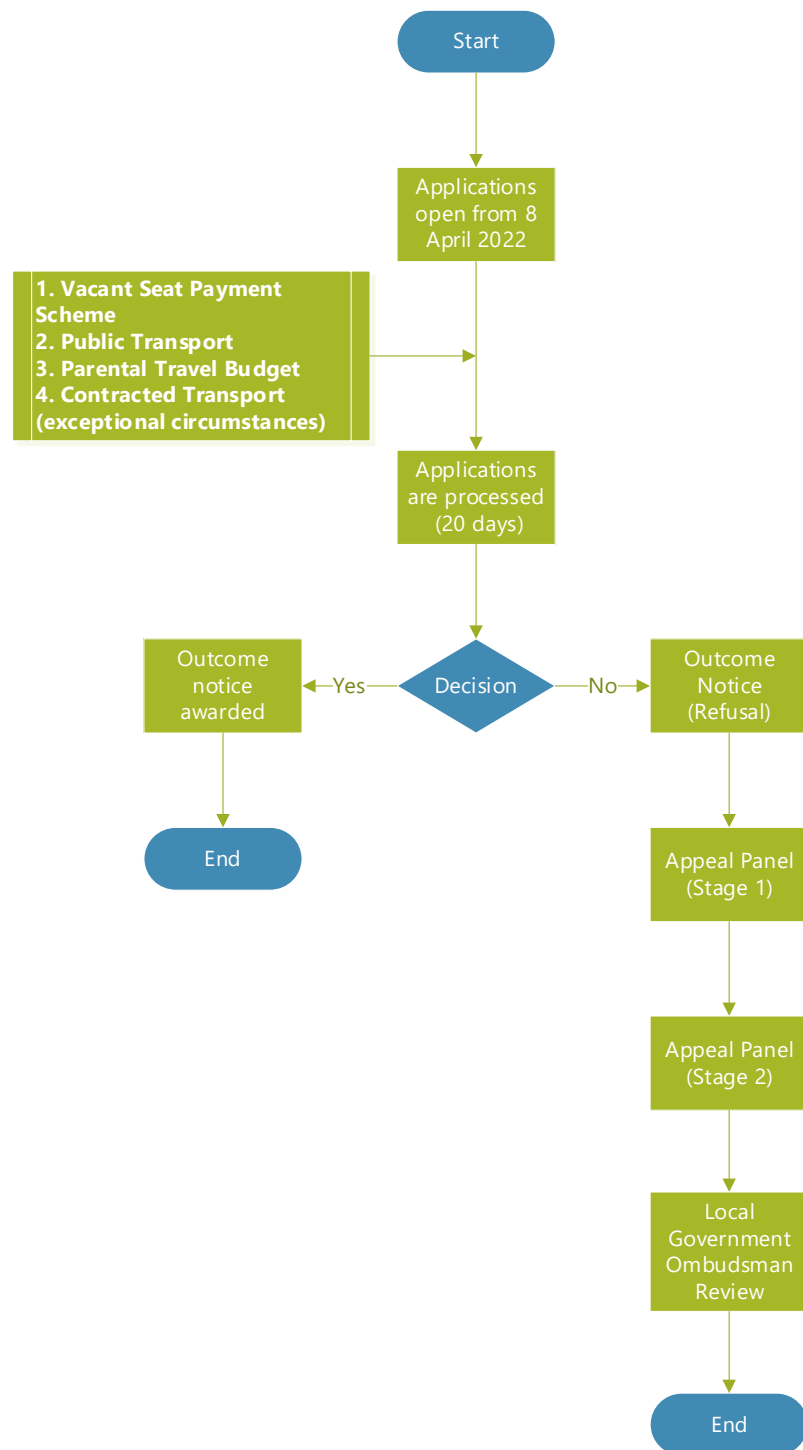 Start
Applications
open from 8
April 2022
1. Vacant Seat Payment
Scheme
2. Public Transport
3. Parental Travel Budget
4. Contracted Transport
(exceptional circumstances)
Applications
are processed
(20 days)
Decision
Yes
No
Outcome
notice
awarded
Outcome
Notice
(Refusal)
End
Appeal Panel
(Stage 1)
Appeal Panel
(Stage 2)
Local
Government
Ombudsman
Review
End